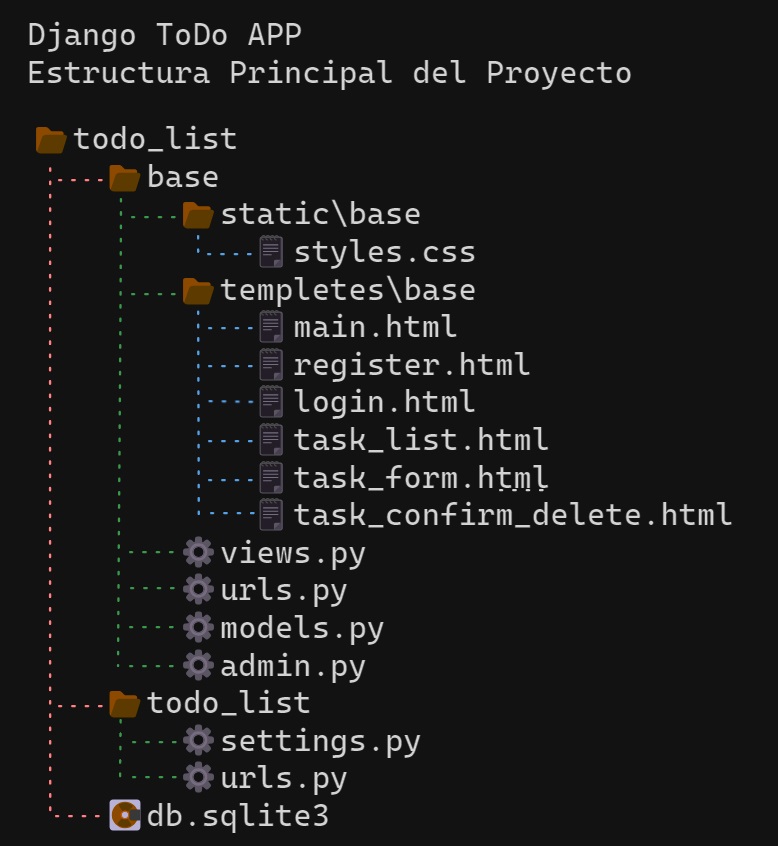 Django ToDo APP
Estructura Principal del Proyecto
todo_list
base
static\base
styles.css
templetes\base
main.html
register.html
login.html
task_list.html
task_form.html
task_confirm_delete.html
views.py
urls.py
models.py
admin.py
todo_list
settings.py
urls.py
db.sqlite3